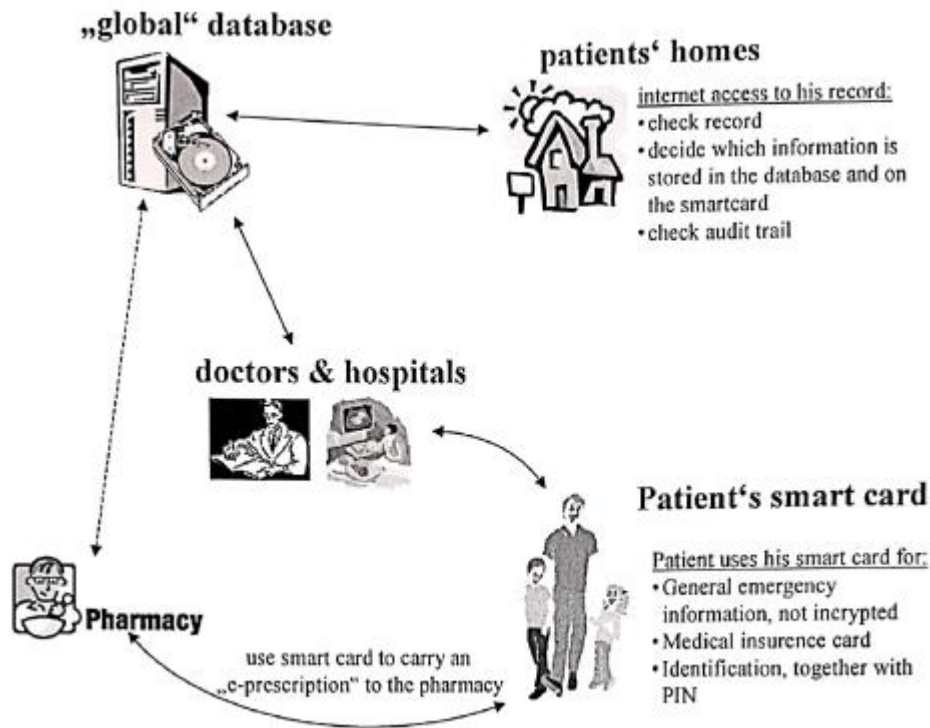 „global“ database
patients‘ homes
internet access to his record:
•check record
•decide which information is
stored in the database and on
the smartcard
•check audit trail
doctors & hospitals
Patient‘s smart card
Patient uses his smart card for:
•General emergency
information, not incrypted
•Medical insurence card
•Identification, together with
PIN
Pharmacy
use smart card to carry an
„e-prescription“ to the pharmacy